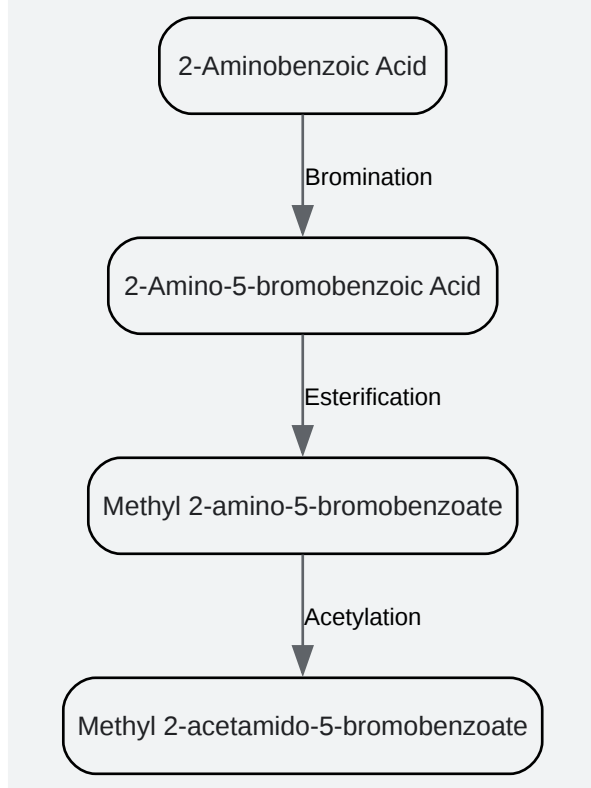 2-Aminobenzoic Acid
Bromination
2-Amino-5-bromobenzoic Acid
Esterification
Methyl 2-amino-5-bromobenzoate
Acetylation
Methyl 2-acetamido-5-bromobenzoate